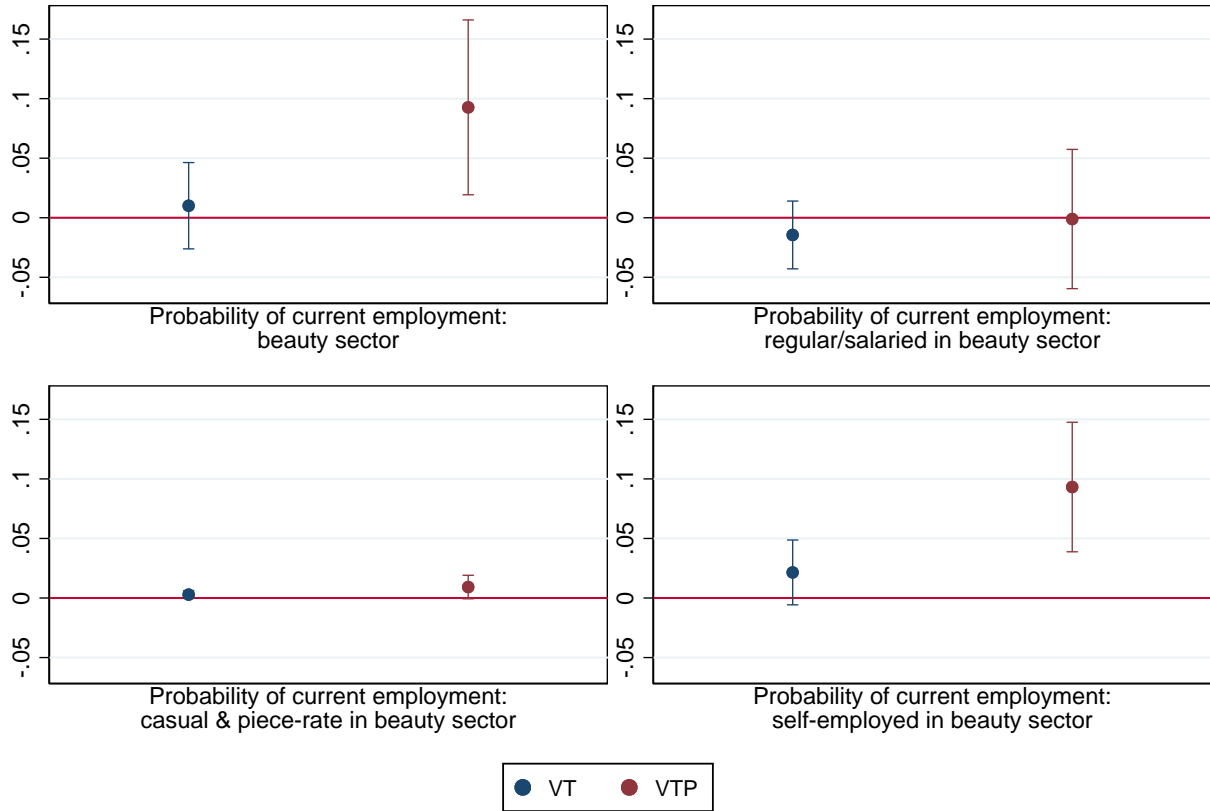 .15
.1
.05
0
-.05
Probability of current employment:
beauty sector
.15
.1
.05
0
-.05
Probability of current employment:
regular/salaried in beauty sector
.15
.1
.05
0
-.05
Probability of current employment:
casual & piece-rate in beauty sector
.15
.1
.05
0
-.05
Probability of current employment:
self-employed in beauty sector
VT VTP